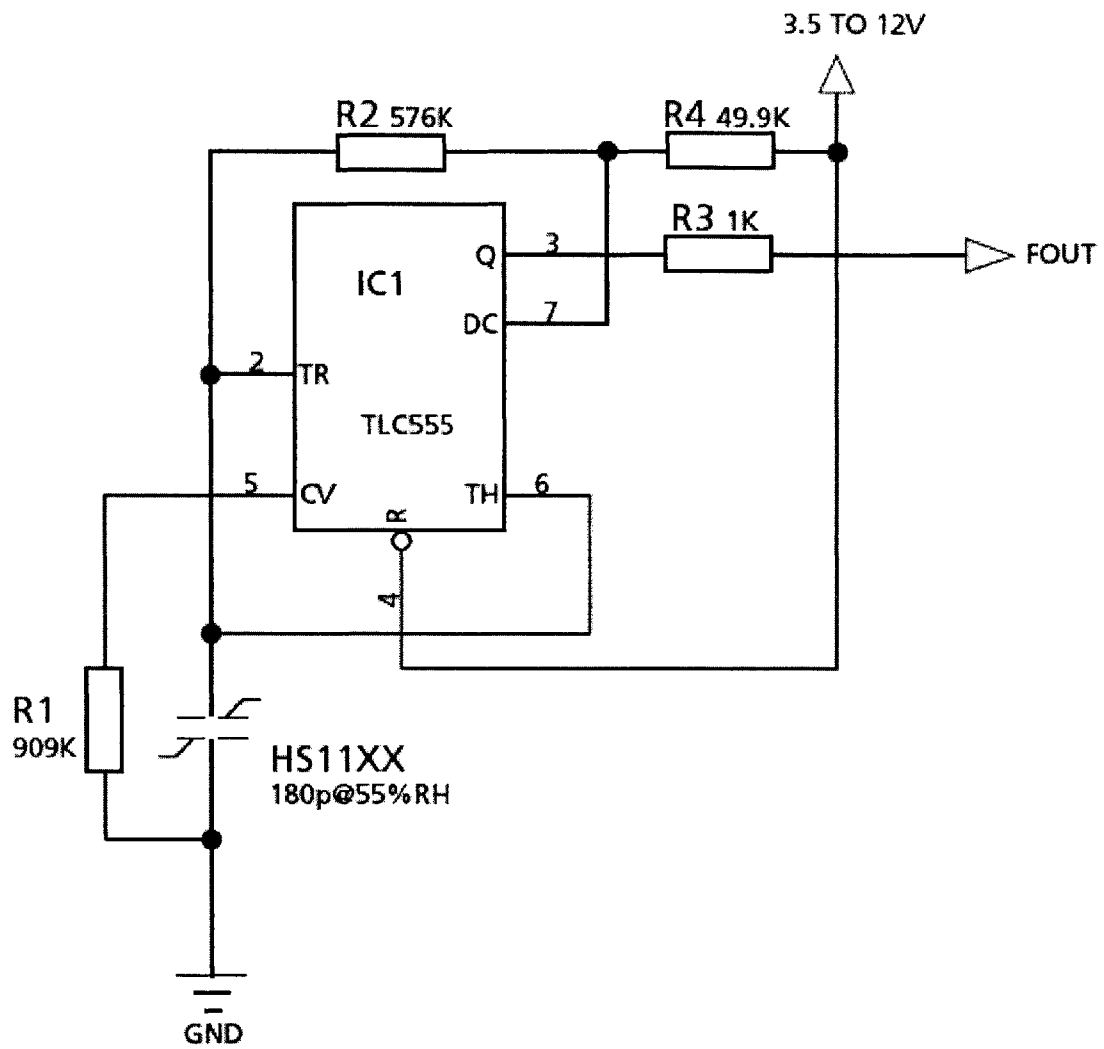 3.5 TO 12V
R2 576K
R4 49.9K
R3 1K
Q
3
FOUT
IC1
DC
7
2
TR
TLC555
5
CV
TH
6
R
4
R1
909K
HS11XX
180p@55%RH
GND